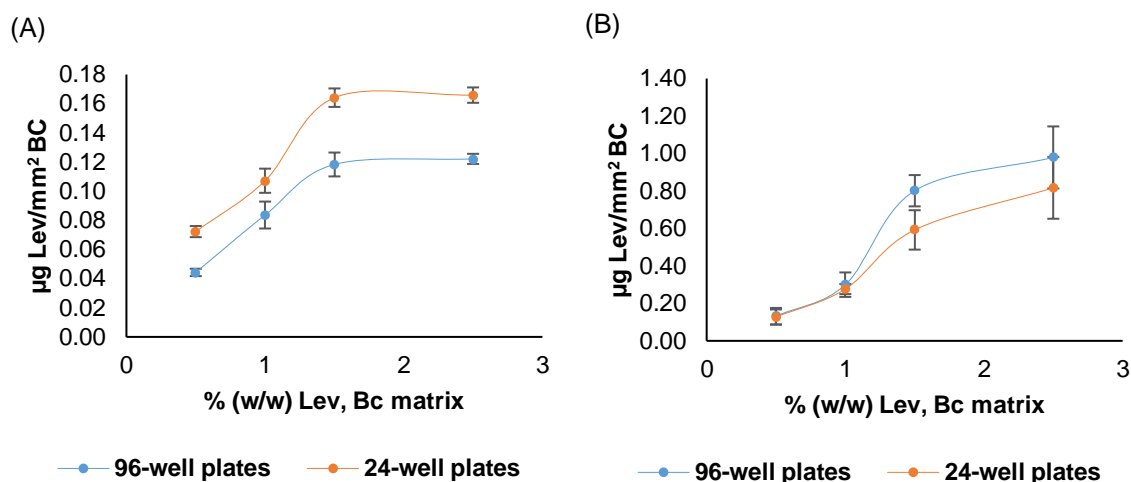 (A)
µg Lev/mm² BC
0.18
0.16
0.14
0.12
0.10
0.08
0.06
0.04
0.02
0.00
0 1 2 3
% (w/w) Lev, Bc matrix
96-well plates 24-well plates
(B)
µg Lev/mm² BC
1.40
1.20
1.00
0.80
0.60
0.40
0.20
0.00
0 1 2 3
% (w/w) Lev, Bc matrix
96-well plates 24-well plates